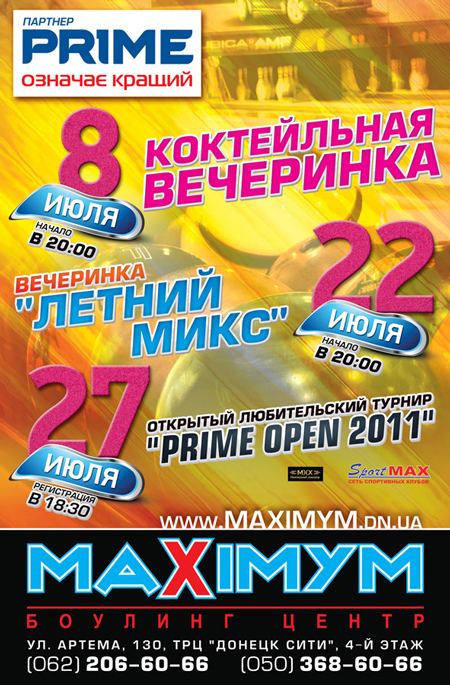 ПАРТНЕР
PRIME
означає кращий
8
ИЮЛЯ
НАЧАЛО
В 20:00
КОКТЕЙЛЬНАЯ
ВЕЧЕРИНКА
ВЕЧЕРИНКА
"ЛЕТНИЙ
МИКС"
22
ИЮЛЯ
НАЧАЛО
В 20:00
27
ИЮЛЯ
РЕГИСТРАЦИЯ
В 18:30
ОТКРЫТЫЙ ЛЮБИТЕЛЬСКИЙ ТУРНИР
"PRIME OPEN 2011"
Sport MAX
СЕТЬ СПОРТИВНЫХ КЛУБОВ
WWW.MAXIMYM.DN.UA
МАХІМУМ
БОУЛИНГ ЦЕНТР
УЛ. АРТЕМА, 130, ТРЦ "ДОНЕЦК СИТИ", 4-Й ЭТАЖ
(062) 206-60-66 (050) 368-60-66